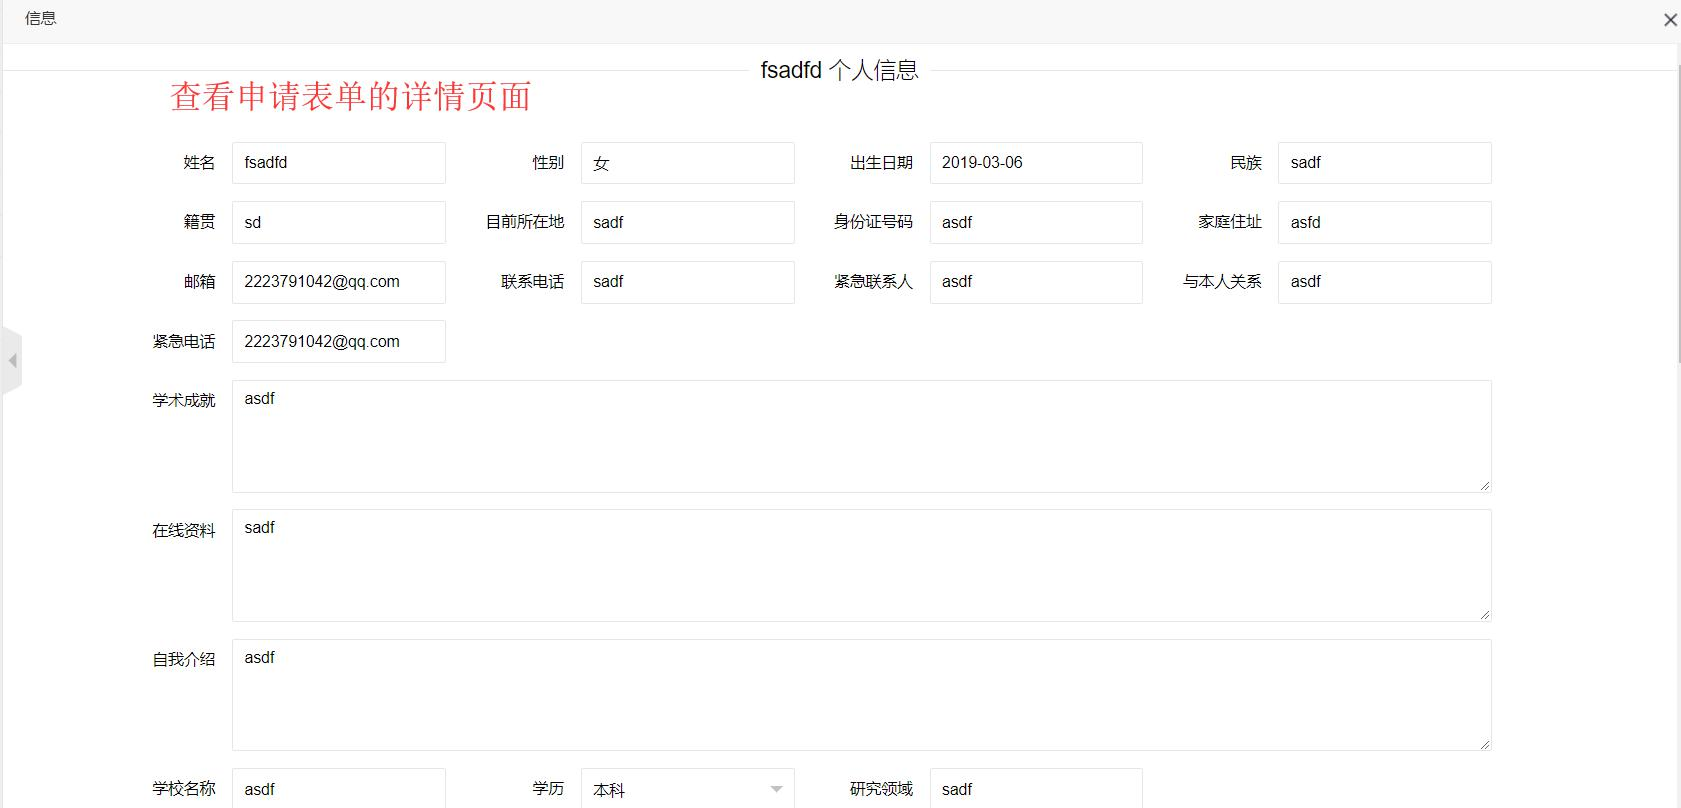 信息
fsadfd 个人信息
查看申请表单的详情页面
姓名 fsadfd 性别 女 出生日期 2019-03-06 民族 sadf
籍贯 sd 目前所在地 sadf 身份证号码 asdf 家庭住址 asfd
邮箱 2223791042@qq.com 联系电话 sadf 紧急联系人 asdf 与本人关系 asdf
紧急电话 2223791042@qq.com
学术成就 asdf
在线资料 sadf
自我介绍 asdf
学校名称 asdf 学历 本科 研究领域 sadf